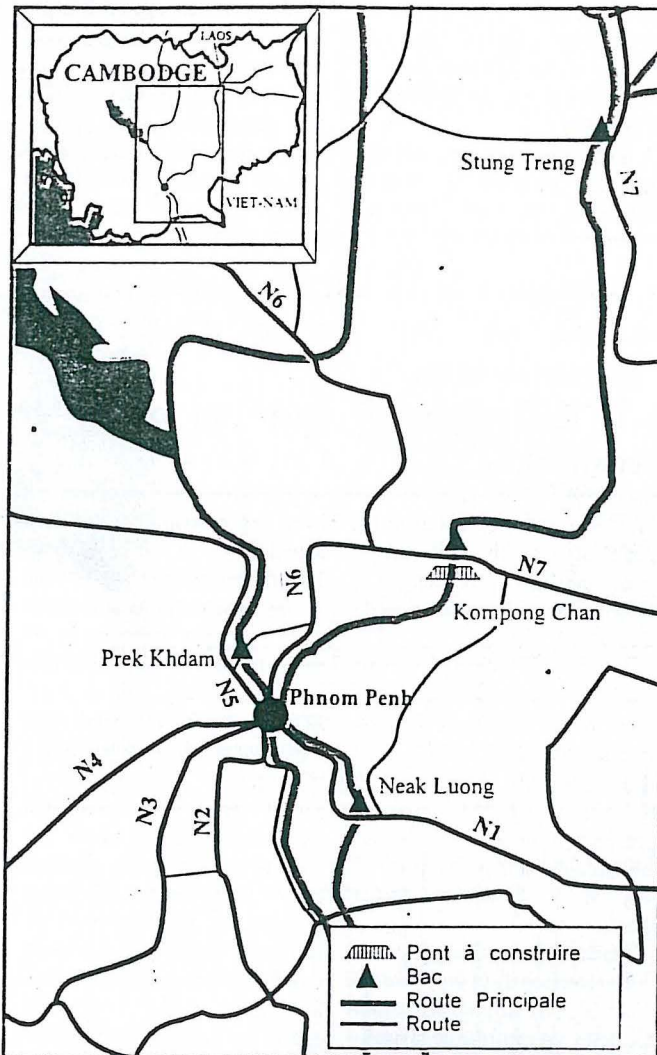 LAOS
CAMBODGE
VIET-NAM
Stung Treng
N7
N6
N6
N7
Kompong Chan
Prek Khdam
N5
Phnom Penh
N4
N3
N2
Neak Luong
N1
Pont à construire
Bac
Route Principale
Route